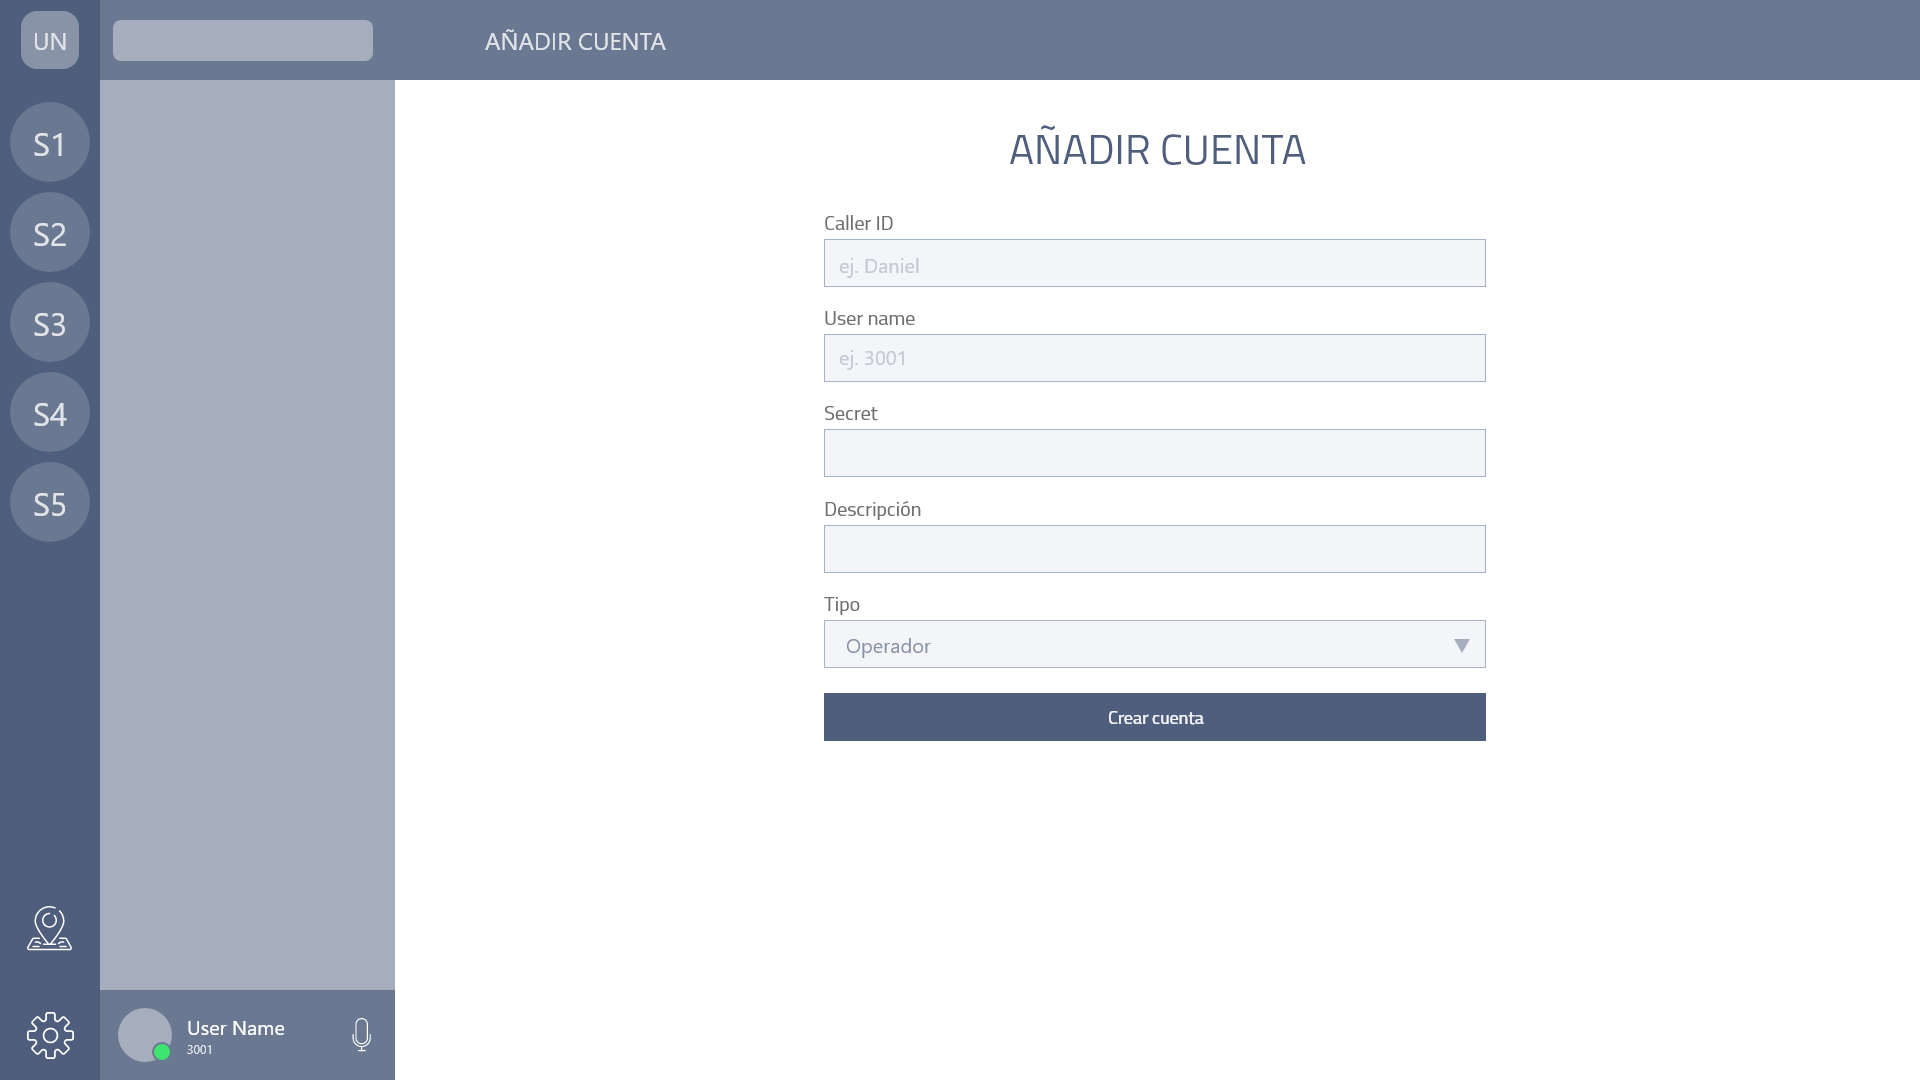 UN
AÑADIR CUENTA
S1
S2
S3
S4
S5
AÑADIR CUENTA
Caller ID
ej. Daniel
User name
ej. 3001
Secret
Descripción
Tipo
Operador
Crear cuenta
User Name
3001